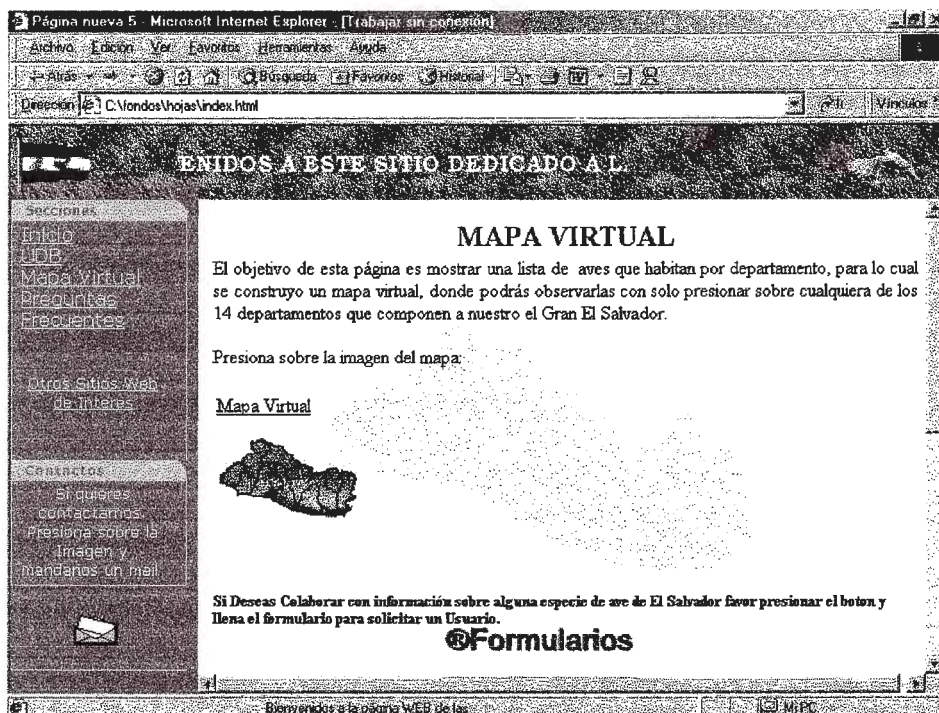 Página nueva 5 - Microsoft Internet Explorer - [Trabajar sin conexión]
Archivo Edición Ver Favoritos Herramientas Ayuda
Atrás Búsqueda Favoritos Historial
Dirección C:\fondos\hojas\index.html Ir Vínculos
ENIDOS A ESTE SITIO DEDICADO A L
Secciones
Inicio
UDB
Mapa Virtual
Preguntas
Frecuentes
Otros Sitios Web
de Interes
Contactos
Si quieres
contactarnos.
Presiona sobre la
Imagen y
mandanos un mail
MAPA VIRTUAL
El objetivo de esta página es mostrar una lista de aves que habitan por departamento, para lo cual
se construyo un mapa virtual, donde podrás observarlas con solo presionar sobre cualquiera de los
14 departamentos que componen a nuestro el Gran El Salvador.
Presiona sobre la imagen del mapa:
Mapa Virtual
Si Deseas Colaborar con información sobre alguna especie de ave de El Salvador favor presionar el boton y
llena el formulario para solicitar un Usuario.
®Formularios
Bienvenidos a la página WEB de las
Mi PC